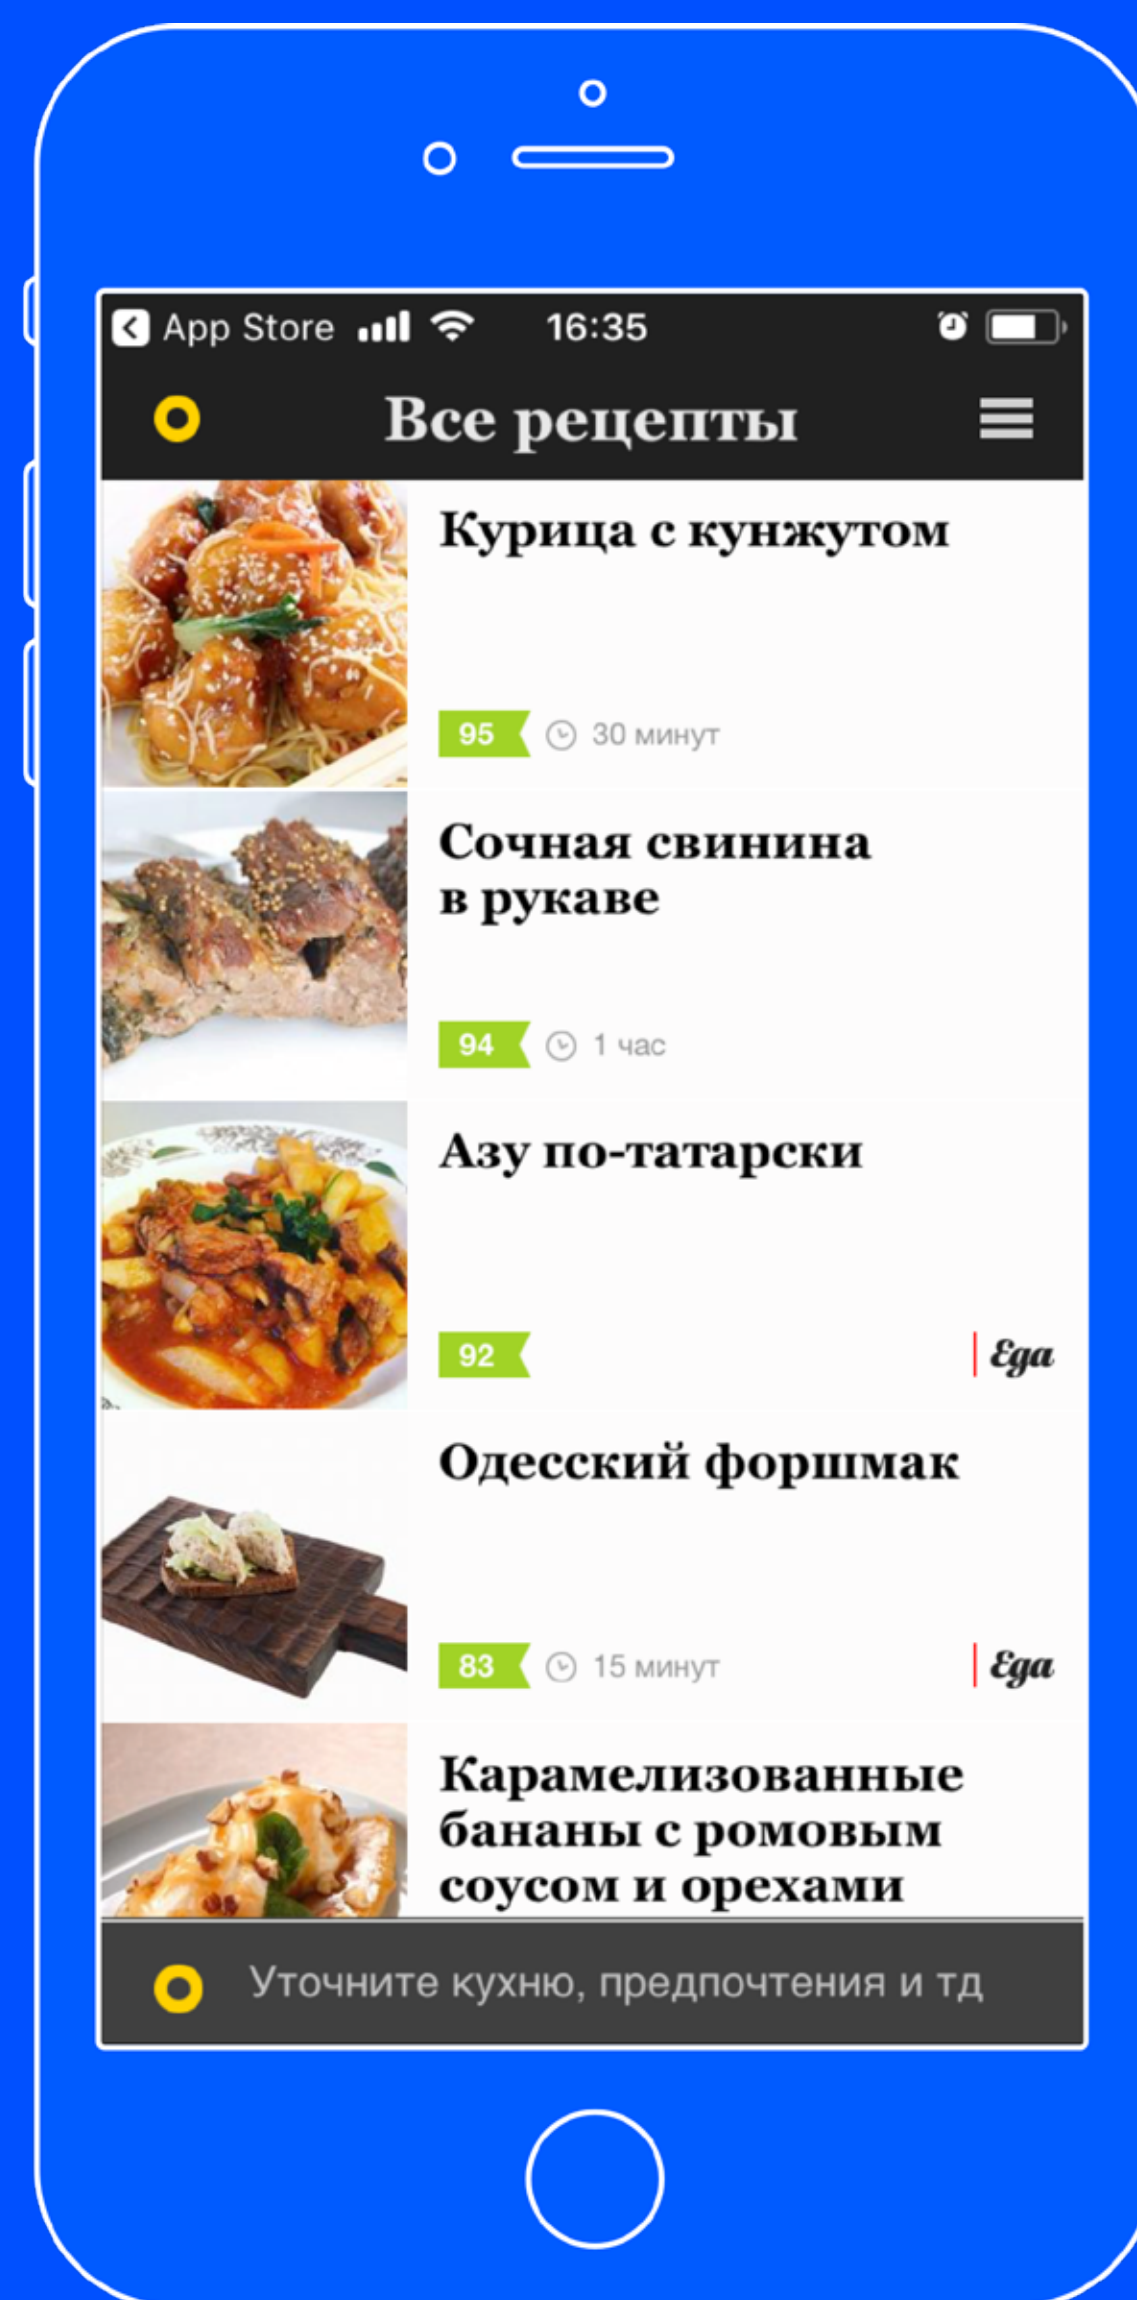 App Store 16:35
Все рецепты
Курица с кунжутом
95 30 минут
Сочная свинина
в рукаве
94 1 час
Азу по-татарски
92 Еда
Одесский форшмак
83 15 минут Еда
Карамелизованные
бананы с ромовым
соусом и орехами
Уточните кухню, предпочтения и тд